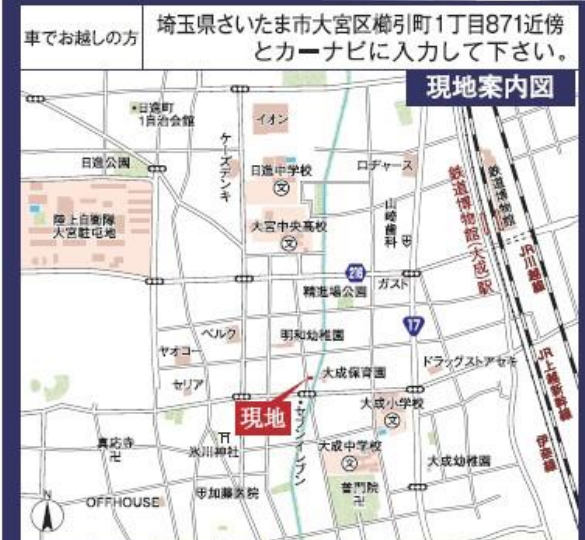 車でお越しの方
埼玉県さいたま市大宮区櫛引町1丁目871近傍
とカーナビに入力して下さい。
現地案内図
日進町
1自治会館
イオン
ケーズデンキ
日進公園
日進中学校
文
ロヂャース
鉄道博物館
陸上自衛隊
大宮駐屯地
大宮中央高校
文
山崎歯科
鉄道博物館(大成)駅
JR川越線
216
精進場公園
ガスト
17
ベルク
明和幼稚園
ヤオコー
大成保育園
ドラッグストアセキ
セリア
JR上越新幹線
伊奈線
現地
セブンイレブン
大成小学校
文
真応寺
卍
氷川神社
大成中学校
文
大成幼稚園
加藤医院
普門院
卍
N
OFFHOUSE